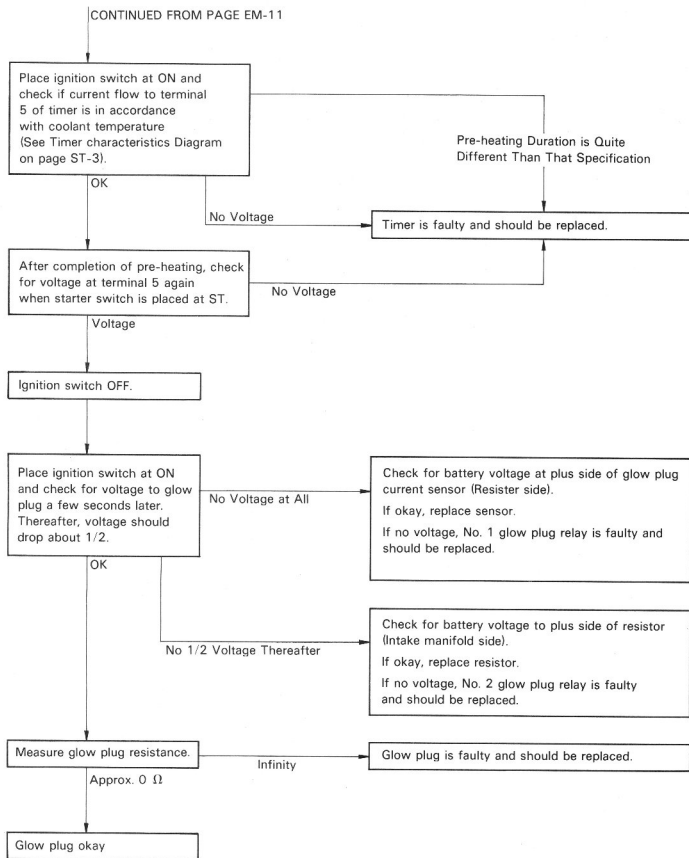 CONTINUED FROM PAGE EM-11
Place ignition switch at ON and
check if current flow to terminal
5 of timer is in accordance
with coolant temperature
(See Timer characteristics Diagram
on page ST-3).
Pre-heating Duration is Quite
Different Than That Specification
OK
No Voltage
Timer is faulty and should be replaced.
After completion of pre-heating, check
for voltage at terminal 5 again
when starter switch is placed at ST.
No Voltage
Voltage
Ignition switch OFF.
Place ignition switch at ON
and check for voltage to glow
plug a few seconds later.
Thereafter, voltage should
drop about 1/2.
No Voltage at All
Check for battery voltage at plus side of glow plug
current sensor (Resister side).
If okay, replace sensor.
If no voltage, No. 1 glow plug relay is faulty and
should be replaced.
OK
No 1/2 Voltage Thereafter
Check for battery voltage to plus side of resistor
(Intake manifold side).
If okay, replace resistor.
If no voltage, No. 2 glow plug relay is faulty
and should be replaced.
Measure glow plug resistance.
Infinity
Glow plug is faulty and should be replaced.
Approx. 0 Ω
Glow plug okay